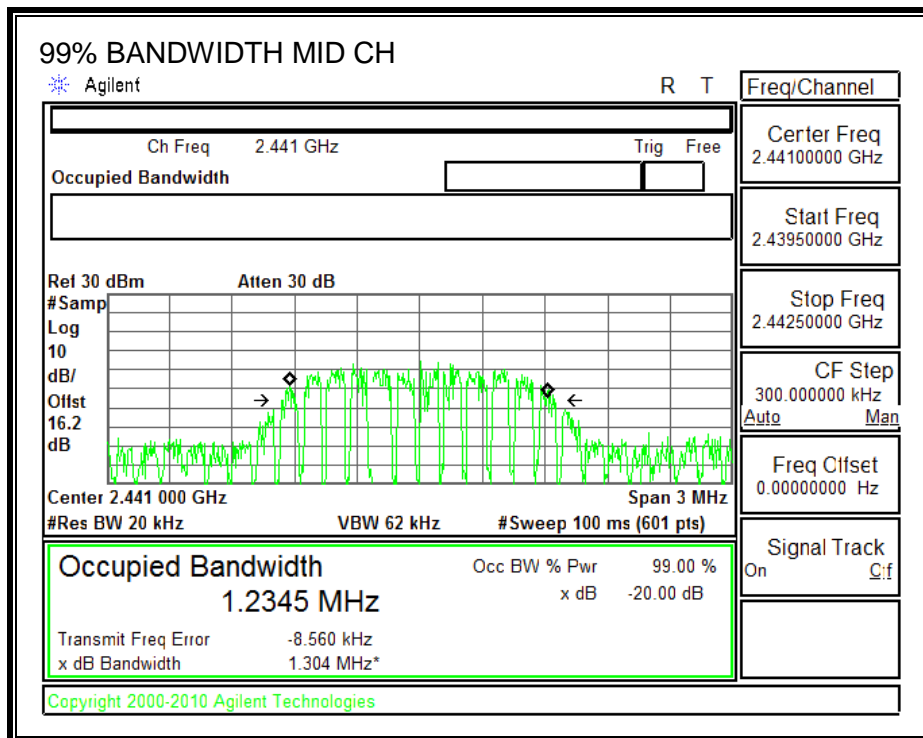 99% BANDWIDTH MID CH
Agilent R T
Freq/Channel
Ch Freq 2.441 GHz Trig Free
Occupied Bandwidth
Center Freq
2.44100000 GHz
Start Freq
2.43950000 GHz
Stop Freq
2.44250000 GHz
CF Step
300.000000 kHz
Auto Man
Freq Offset
0.00000000 Hz
Signal Track
On Off
Ref 30 dBm Atten 30 dB
#Samp
Log
10
dB/
Offst
16.2
dB
Center 2.441 000 GHz Span 3 MHz
#Res BW 20 kHz VBW 62 kHz #Sweep 100 ms (601 pts)
Occupied Bandwidth Occ BW % Pwr 99.00 %
1.2345 MHz x dB -20.00 dB
Transmit Freq Error -8.560 kHz
x dB Bandwidth 1.304 MHz*
Copyright 2000-2010 Agilent Technologies